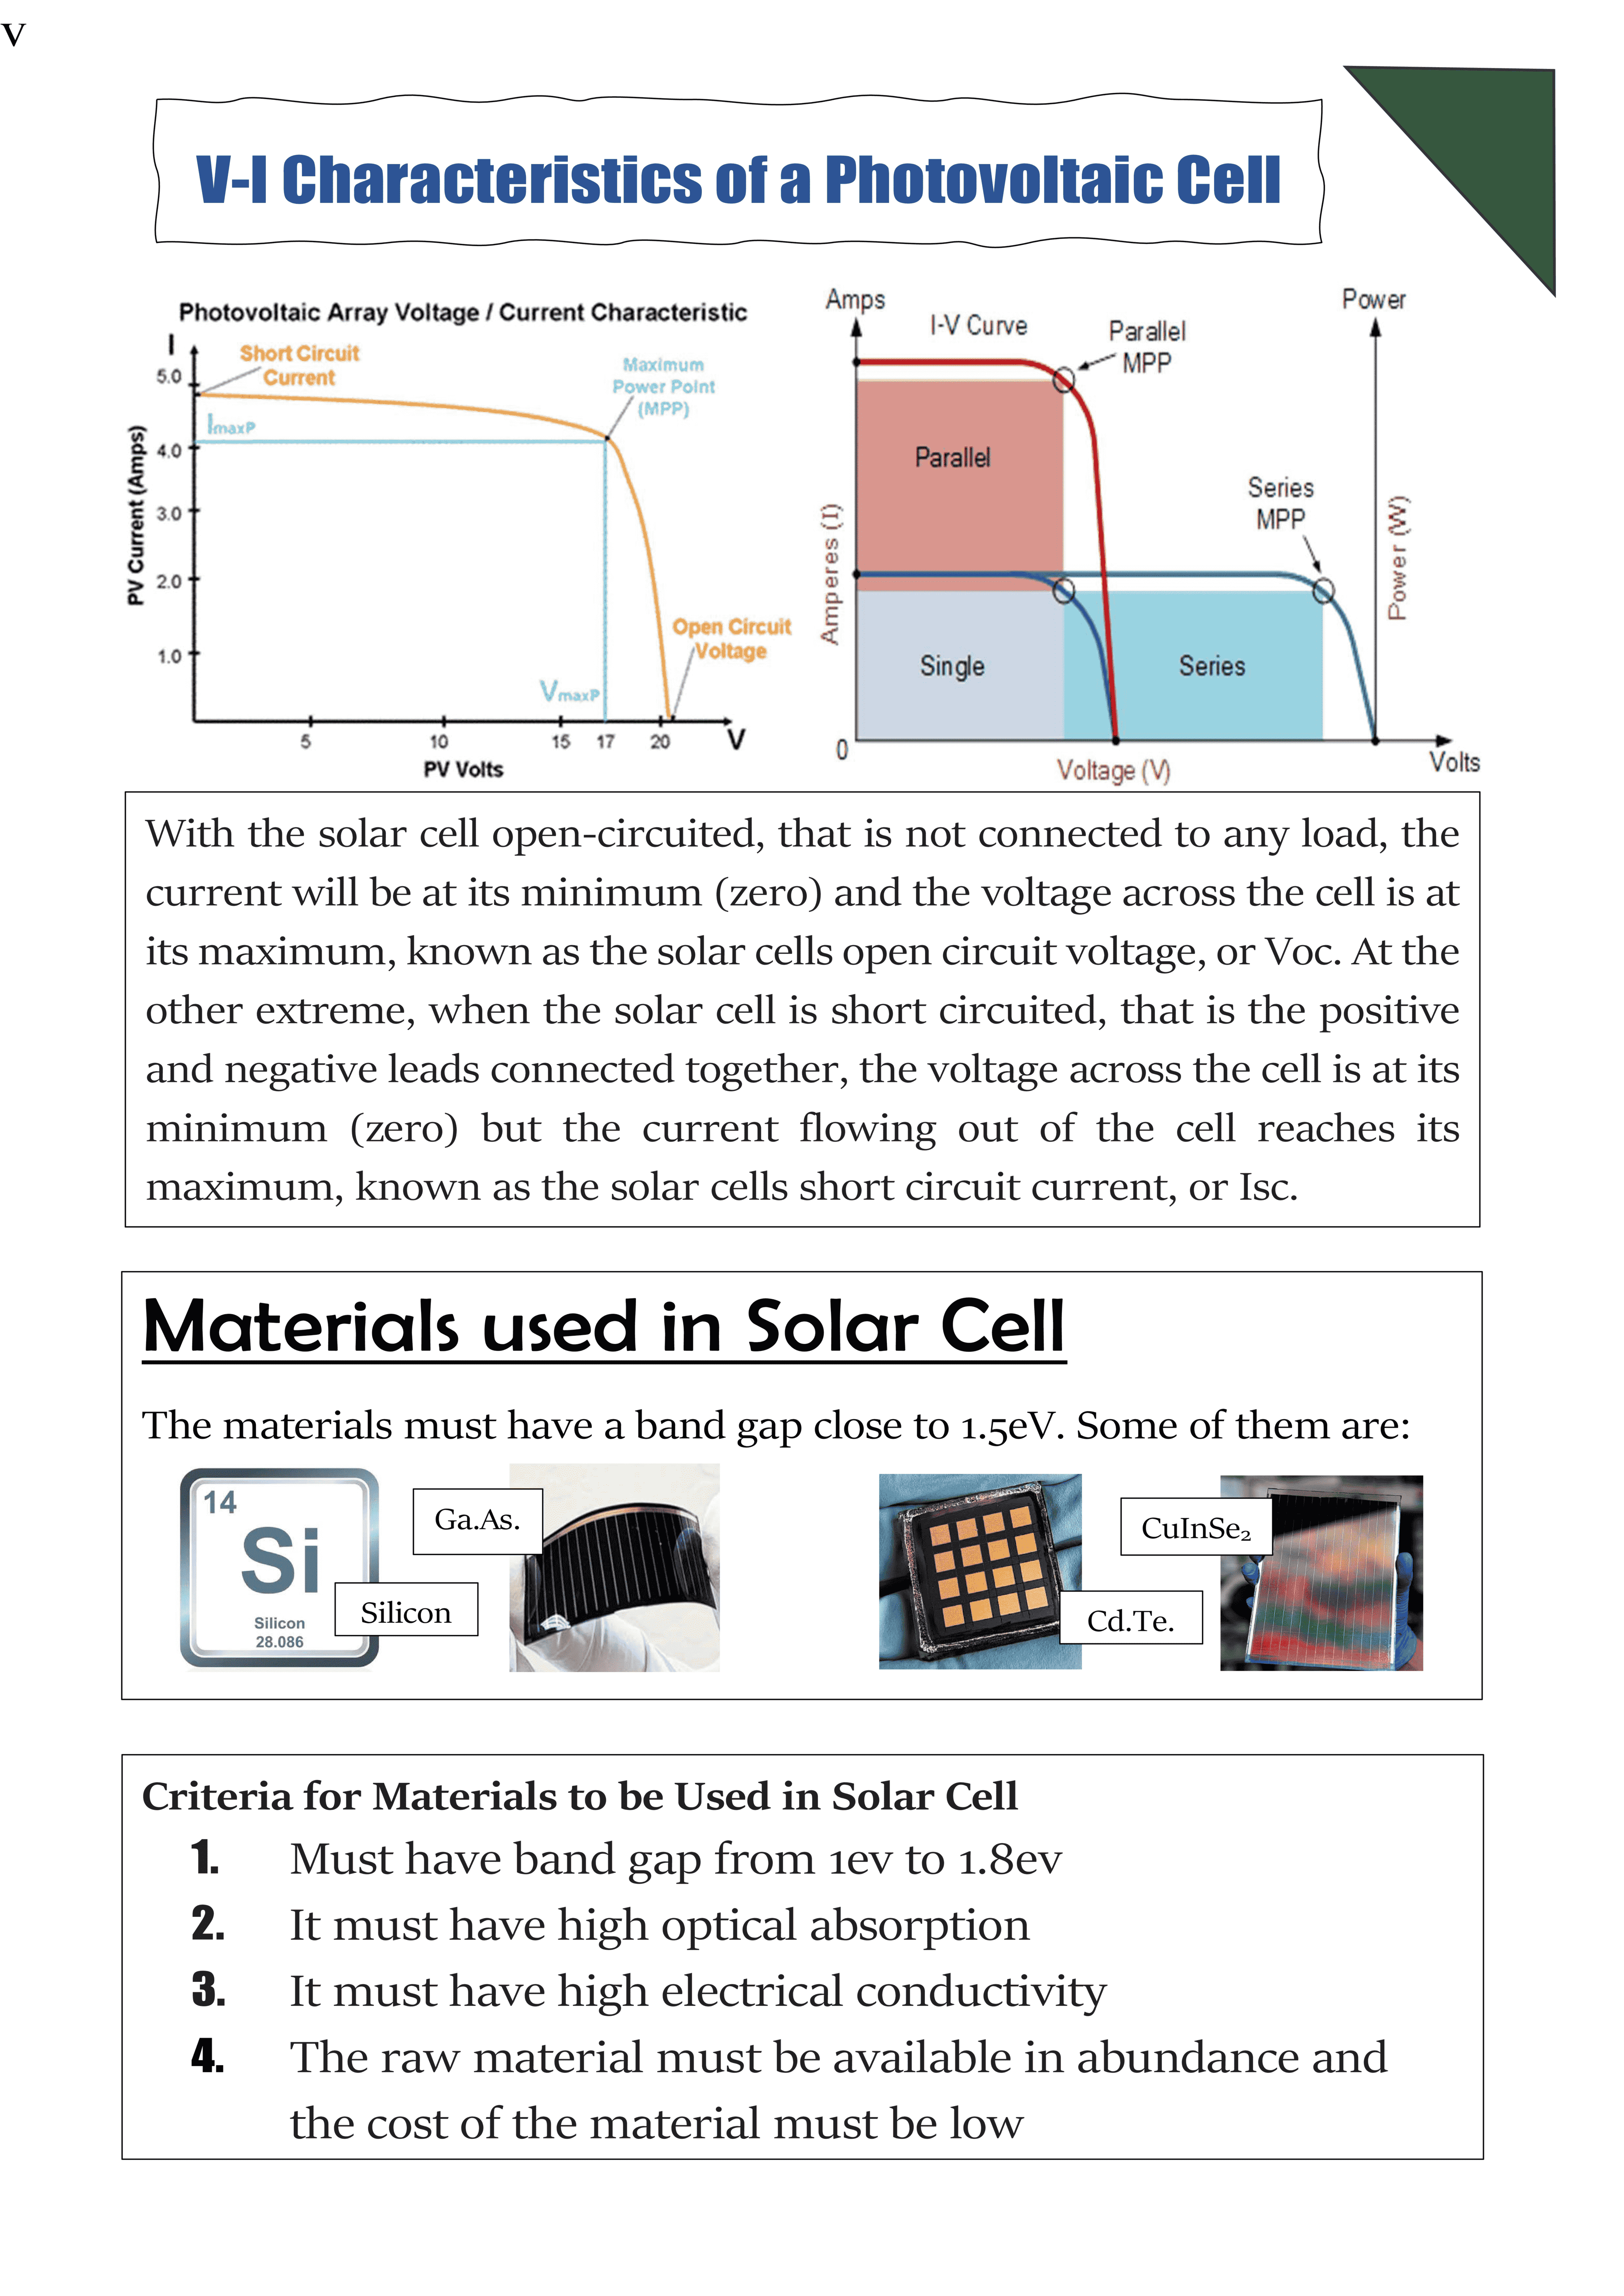 V
V-I Characteristics of a Photovoltaic Cell
Photovoltaic Array Voltage / Current Characteristic
I
5.0
4.0
3.0
2.0
1.0
PV Current (Amps)
Short Circuit
Current
ImaxP
Maximum
Power Point
(MPP)
Open Circuit
Voltage
VmaxP
5 10 15 17 20 V
PV Volts
Amps
Power
I-V Curve
Parallel
MPP
Parallel
Series
MPP
Amperes (I)
Power (W)
Single
Series
0
Volts
Voltage (V)
With the solar cell open-circuited, that is not connected to any load, the
current will be at its minimum (zero) and the voltage across the cell is at
its maximum, known as the solar cells open circuit voltage, or Voc. At the
other extreme, when the solar cell is short circuited, that is the positive
and negative leads connected together, the voltage across the cell is at its
minimum (zero) but the current flowing out of the cell reaches its
maximum, known as the solar cells short circuit current, or Isc.
Materials used in Solar Cell
The materials must have a band gap close to 1.5eV. Some of them are:
14
Si
Silicon
28.086
Silicon
Ga.As.
Cd.Te.
CuInSe₂
Criteria for Materials to be Used in Solar Cell
1. Must have band gap from 1ev to 1.8ev
2. It must have high optical absorption
3. It must have high electrical conductivity
4. The raw material must be available in abundance and
the cost of the material must be low